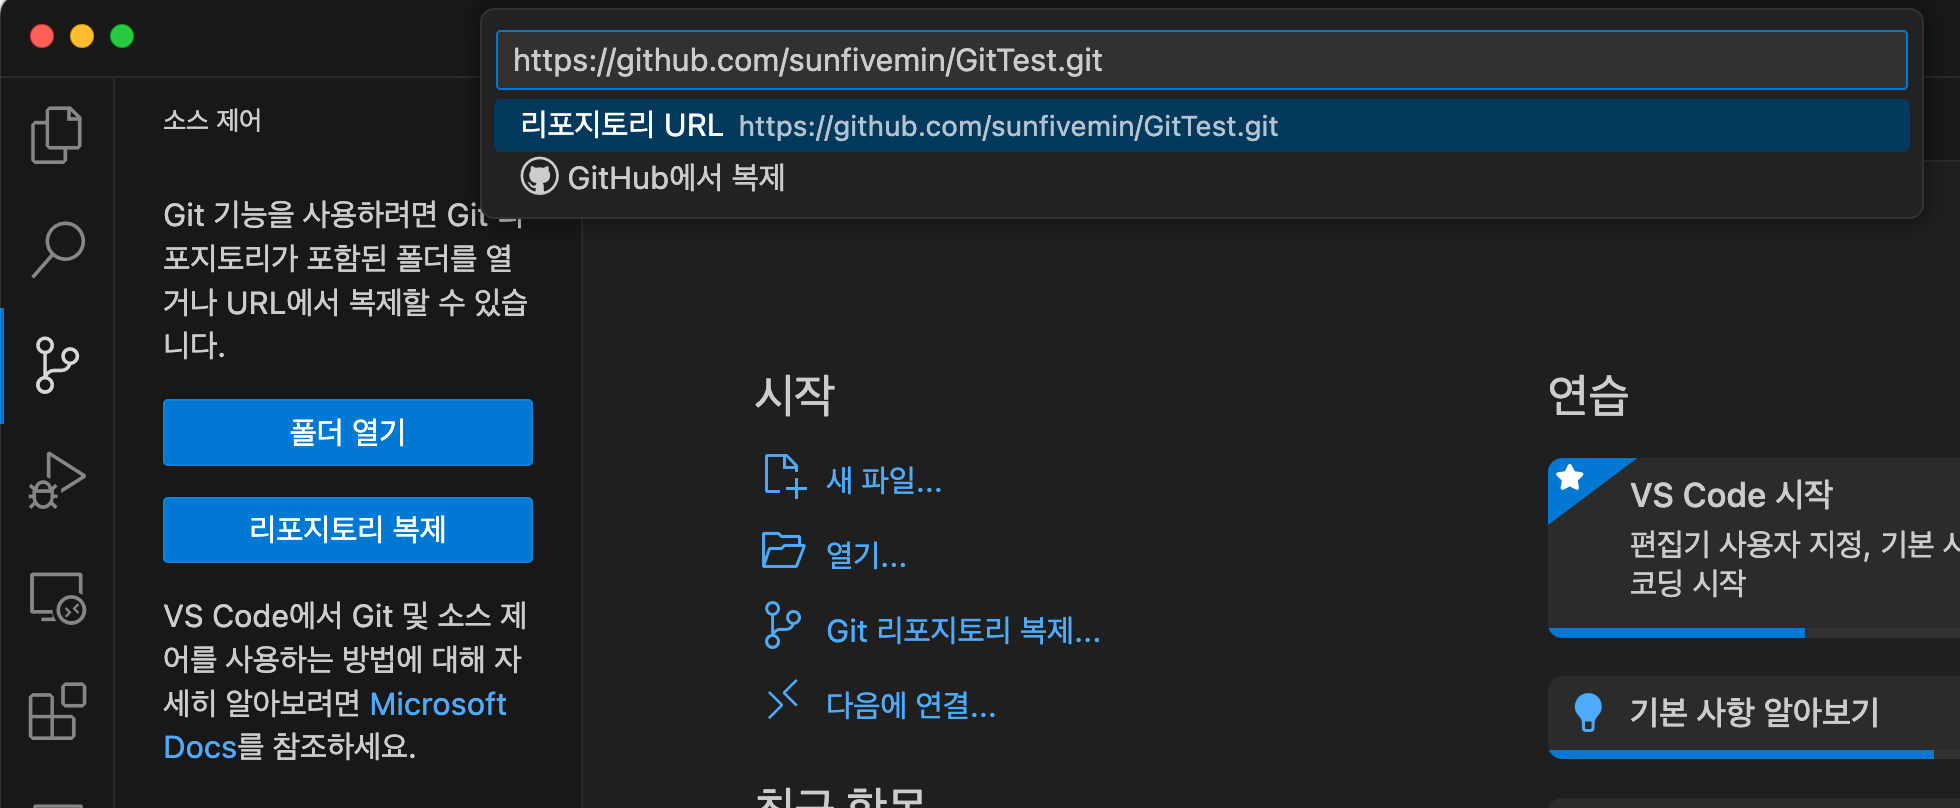 https://github.com/sunfivemin/GitTest.git
리포지토리 URL https://github.com/sunfivemin/GitTest.git
GitHub에서 복제
소스 제어
Git 기능을 사용하려면 Git
포지토리가 포함된 폴더를 열
거나 URL에서 복제할 수 있습
니다.
폴더 열기
리포지토리 복제
VS Code에서 Git 및 소스 제
어를 사용하는 방법에 대해 자
세히 알아보려면 Microsoft
Docs를 참조하세요.
시작
새 파일...
열기...
Git 리포지토리 복제...
다음에 연결...
최근 항목
연습
VS Code 시작
편집기 사용자 지정, 기본 사
코딩 시작
기본 사항 알아보기